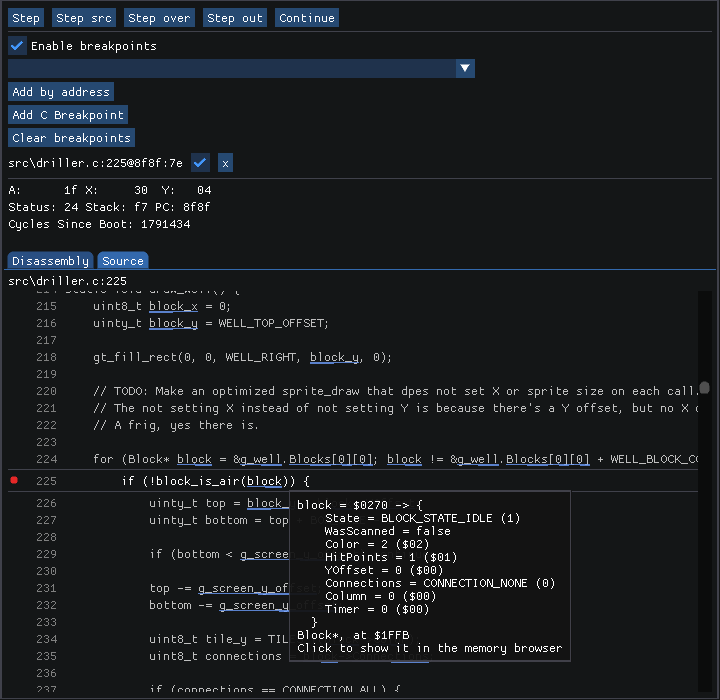 Step Step src Step over Step out Continue
Enable breakpoints
Add by address
Add C Breakpoint
Clear breakpoints
src\driller.c:225@8f8f:7e x
A: 1f X: 30 Y: 04
Status: 24 Stack: f7 PC: 8f8f
Cycles Since Boot: 1791434
Disassembly Source
src\driller.c:225
215 uint8_t block_x = 0;
216 uinty_t block_y = WELL_TOP_OFFSET;
217
218 gt_fill_rect(0, 0, WELL_RIGHT, block_y, 0);
219
220 // TODO: Make an optimized sprite_draw that dpes not set X or sprite size on each call.
221 // The not setting X instead of not setting Y is because there's a Y offset, but no X
222 // A frig, yes there is.
223
224 for (Block* block = &g_well.Blocks[0][0]; block != &g_well.Blocks[0][0] + WELL_BLOCK_CO
225 if (!block_is_air(block)) {
226 uinty_t top = block_
227 uinty_t bottom = top
228
229 if (bottom < g_screen
230
231 top -= g_screen_y_of
232 bottom -= g_screen_y
233
234 uint8_t tile_y = TIL
235 uint8_t connections
236
237 if (connections == CONNECTION_ALL) {
block = $0270 -> {
State = BLOCK_STATE_IDLE (1)
WasScanned = false
Color = 2 ($02)
HitPoints = 1 ($01)
YOffset = 0 ($00)
Connections = CONNECTION_NONE (0)
Column = 0 ($00)
Timer = 0 ($00)
}
Block*, at $1FFB
Click to show it in the memory browser